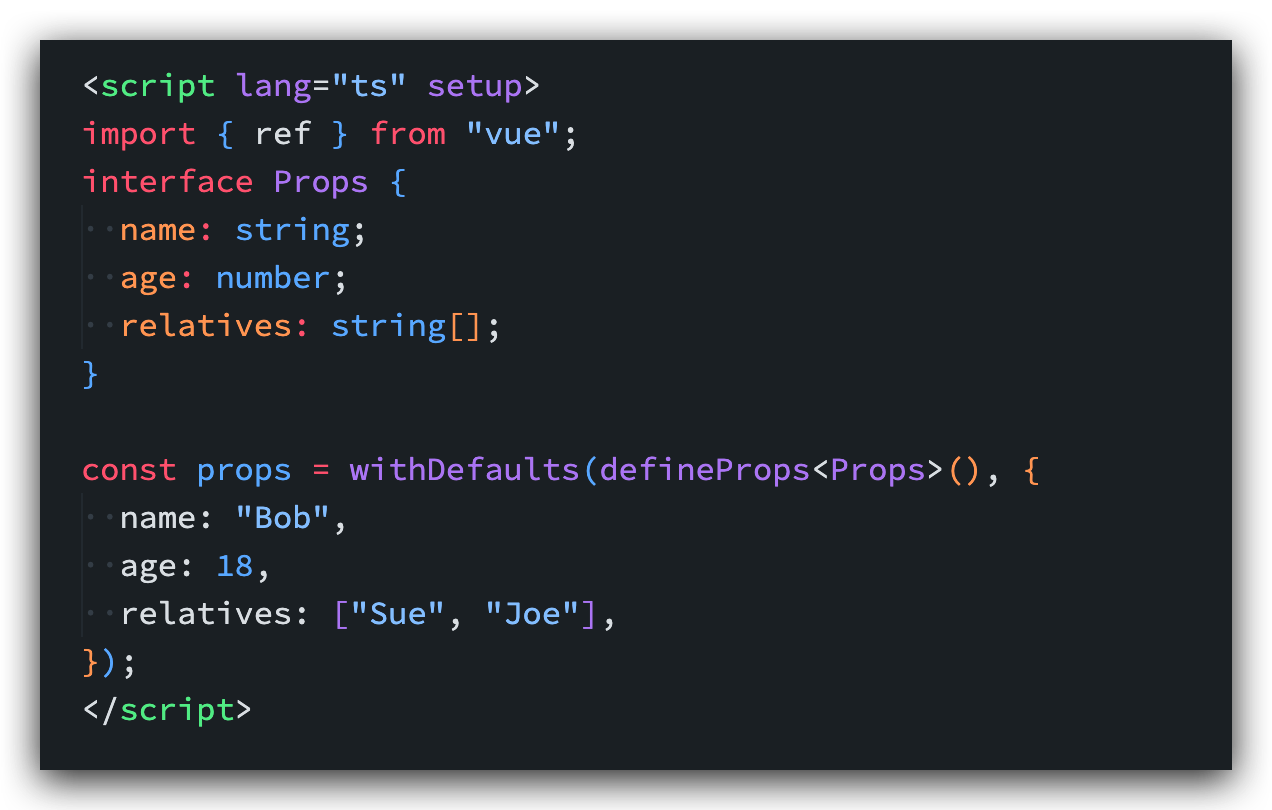 <script lang="ts" setup>
import { ref } from "vue";
interface Props {
  name: string;
  age: number;
  relatives: string[];
}

const props = withDefaults(defineProps<Props>(), {
  name: "Bob",
  age: 18,
  relatives: ["Sue", "Joe"],
});
</script>